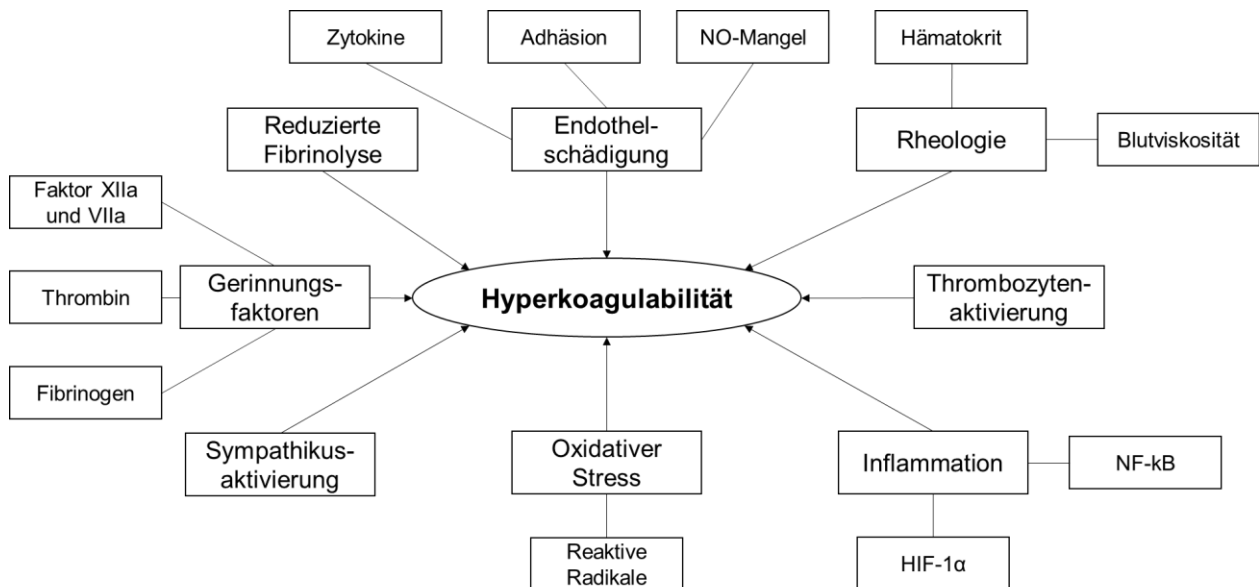 Zytokine
Adhäsion
NO-Mangel
Hämatokrit
Reduzierte
Fibrinolyse
Endothel-
schädigung
Rheologie
Blutviskosität
Faktor XIIa
und VIIa
Thrombin
Gerinnungs-
faktoren
Hyperkoagulabilität
Thrombozyten-
aktivierung
Fibrinogen
Sympathikus-
aktivierung
Oxidativer
Stress
Inflammation
NF-kB
Reaktive
Radikale
HIF-1α